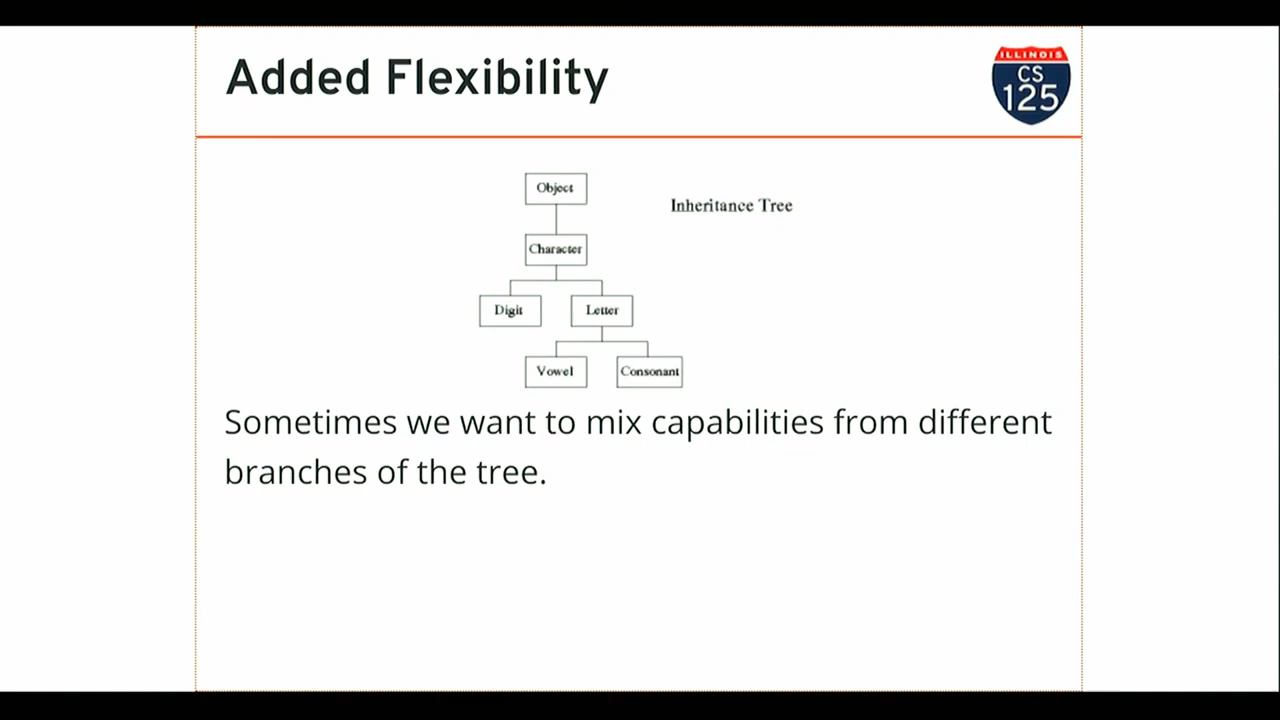 Added Flexibility
ILLINOIS
CS
125
Object
Inheritance Tree
Character
Digit
Letter
Vowel
Consonant
Sometimes we want to mix capabilities from different
branches of the tree.